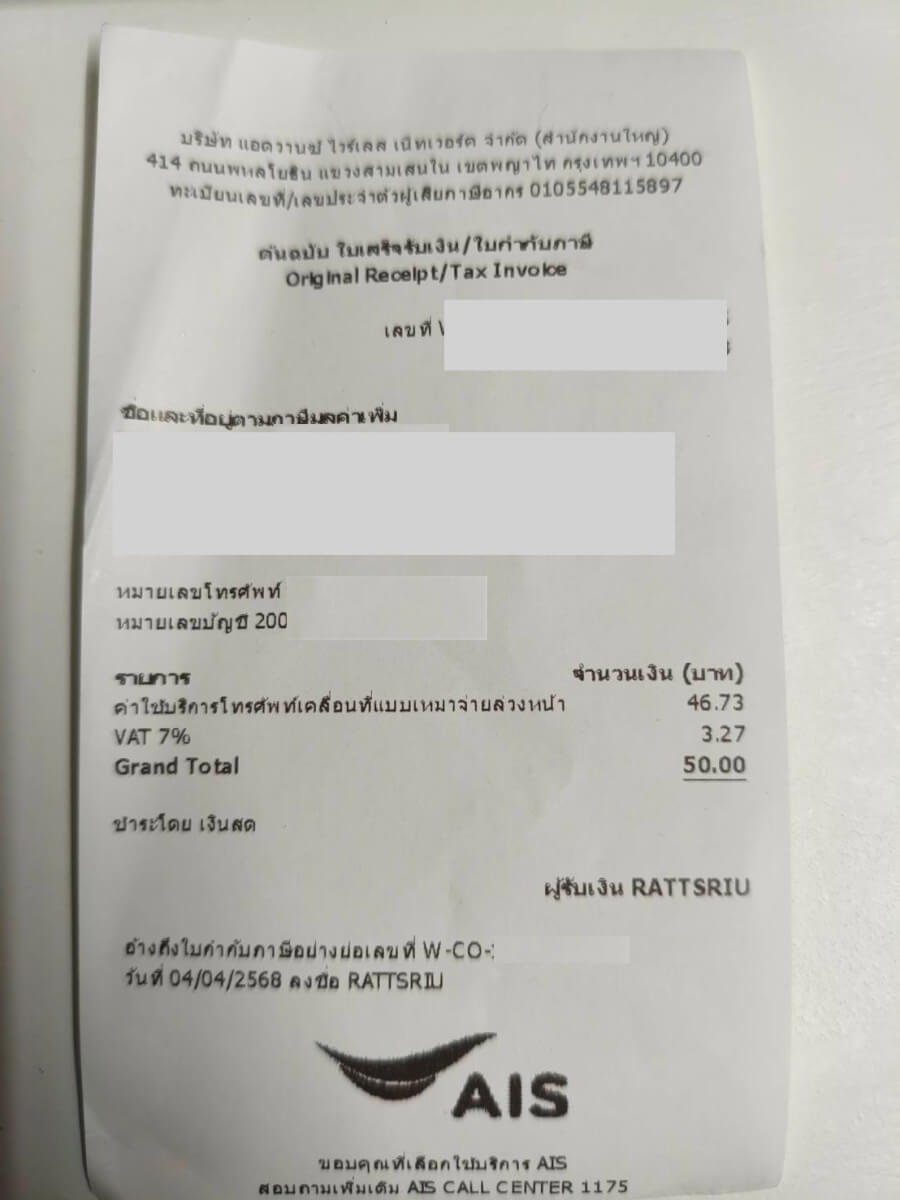 บริษัท แอดวานซ์ ไวร์เลส เน็ทเวอร์ค จำกัด (สำนักงานใหญ่)
414 ถนนพหลโยธิน แขวงสามเสนใน เขตพญาไท กรุงเทพฯ 10400
ทะเบียนเลขที่/เลขประจำตัวผู้เสียภาษีอากร 0105548115897
ต้นฉบับ ใบเสร็จรับเงิน/ใบกำกับภาษี
Original Receipt/Tax Invoice
เลขที่
ชื่อและที่อยู่ตามภาษีมูลค่าเพิ่ม
หมายเลขโทรศัพท์
หมายเลขบัญชี 200
รายการ จำนวนเงิน (บาท)
ค่าใช้บริการโทรศัพท์เคลื่อนที่แบบเหมาจ่ายล่วงหน้า 46.73
VAT 7% 3.27
Grand Total 50.00
ชำระโดย เงินสด
ผู้รับเงิน RATTSRIU
อ้างถึงใบกำกับภาษีอย่างย่อเลขที่ W-CO-
วันที่ 04/04/2568 ลงชื่อ RATTSRIU
AIS
ขอบคุณที่เลือกใช้บริการ AIS
สอบถามเพิ่มเติม AIS CALL CENTER 1175